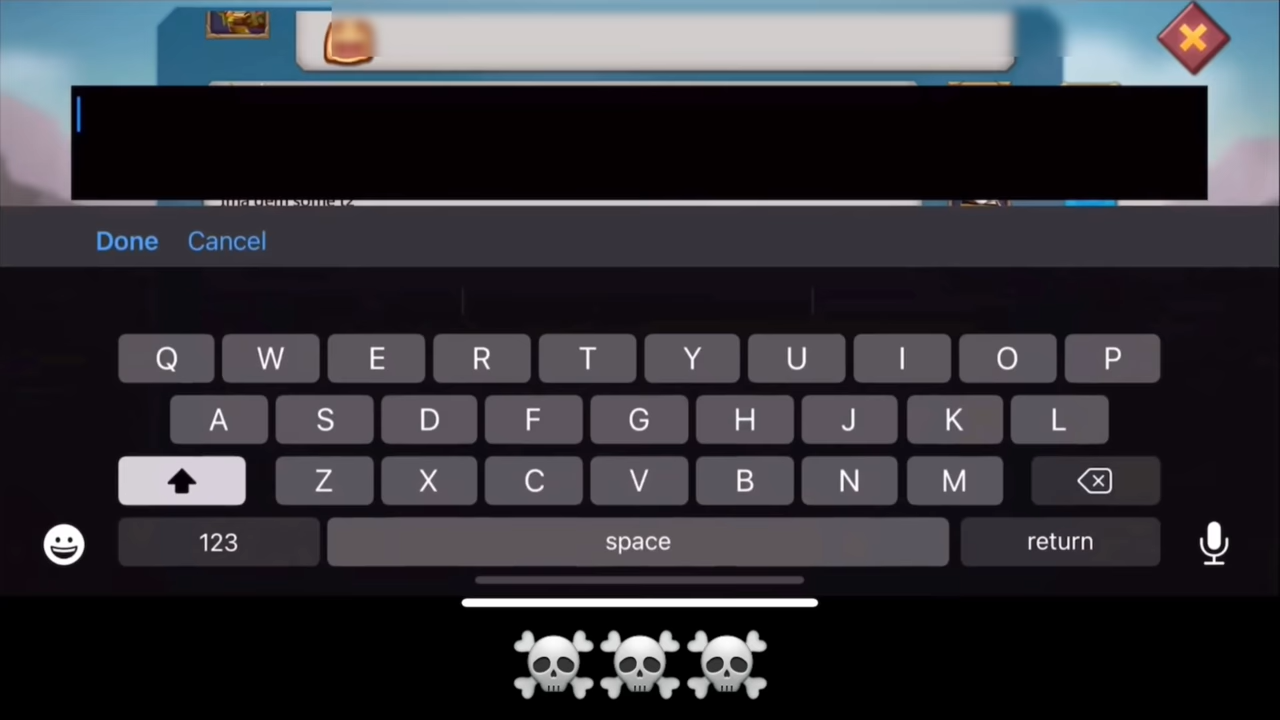 Done Cancel
Q W E R T Y U I O P
A S D F G H J K L
Z X C V B N M
123 space return